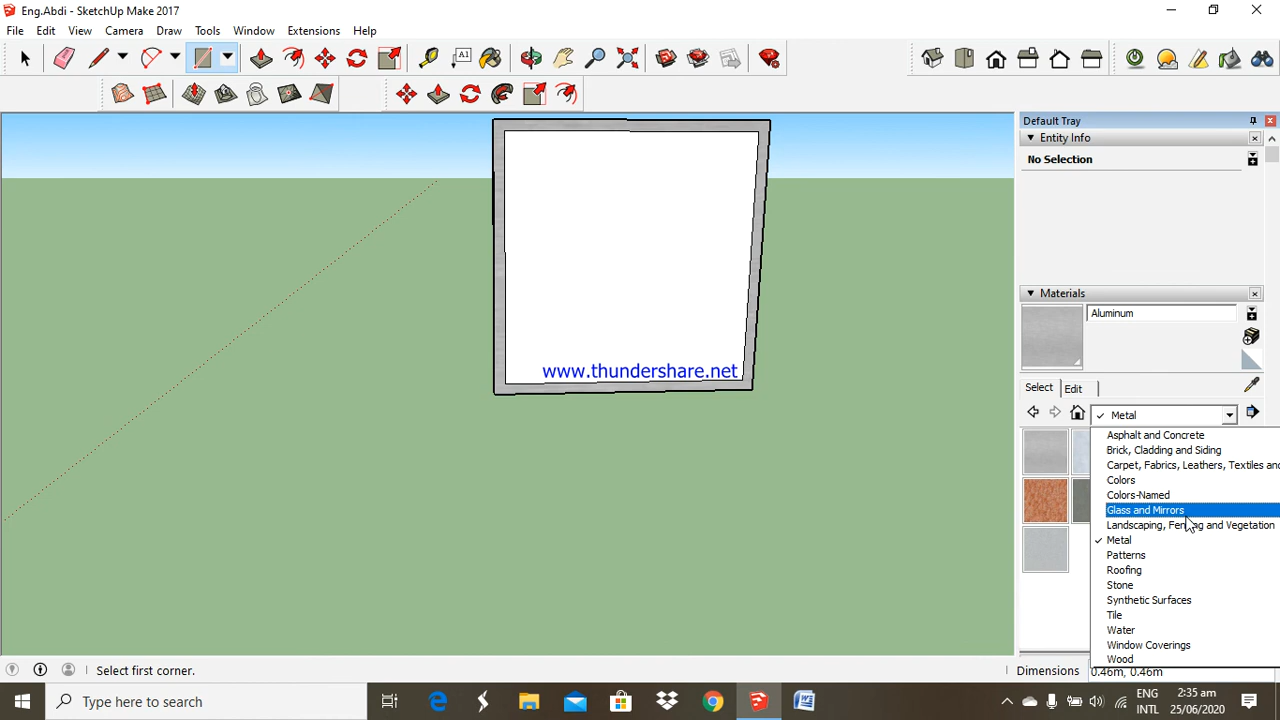 Eng.Abdi - SketchUp Make 2017
File Edit View Camera Draw Tools Window Extensions Help
A1
Default Tray
Entity Info
No Selection
Materials
Aluminum
Select Edit
Metal
Asphalt and Concrete
Brick, Cladding and Siding
Carpet, Fabrics, Leathers, Textiles and
Colors
Colors-Named
Glass and Mirrors
Landscaping, Fencing and Vegetation
Metal
Patterns
Roofing
Stone
Synthetic Surfaces
Tile
Water
Window Coverings
Wood
www.thundershare.net
Select first corner.
Dimensions 0.46m, 0.46m
Type here to search
ENG 2:35 am
INTL 25/06/2020